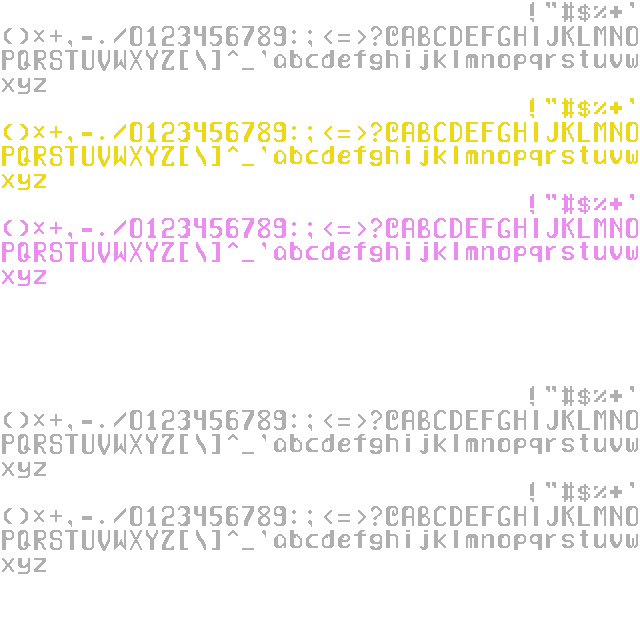 !"#$%+'
()×+,-./0123456789:;<=>?@ABCDEFGHIJKLMNO
PQRSTUVWXYZ[\]^_`abcdefghijklmnopqrstuvw
xyz
!"#$%+'
()×+,-./0123456789:;<=>?@ABCDEFGHIJKLMNO
PQRSTUVWXYZ[\]^_`abcdefghijklmnopqrstuvw
xyz
!"#$%+'
()×+,-./0123456789:;<=>?@ABCDEFGHIJKLMNO
PQRSTUVWXYZ[\]^_`abcdefghijklmnopqrstuvw
xyz
!"#$%+'
()×+,-./0123456789:;<=>?@ABCDEFGHIJKLMNO
PQRSTUVWXYZ[\]^_`abcdefghijklmnopqrstuvw
xyz
!"#$%+'
()×+,-./0123456789:;<=>?@ABCDEFGHIJKLMNO
PQRSTUVWXYZ[\]^_`abcdefghijklmnopqrstuvw
xyz